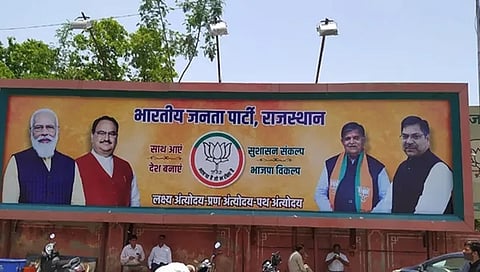 भारतीय जनता पार्टी, राजस्थान
साथ आएं
देश बनाएं
सुशासन संकल्प
भाजपा विकल्प
लक्ष्य अंत्योदय-प्रण अंत्योदय-पथ अंत्योदय